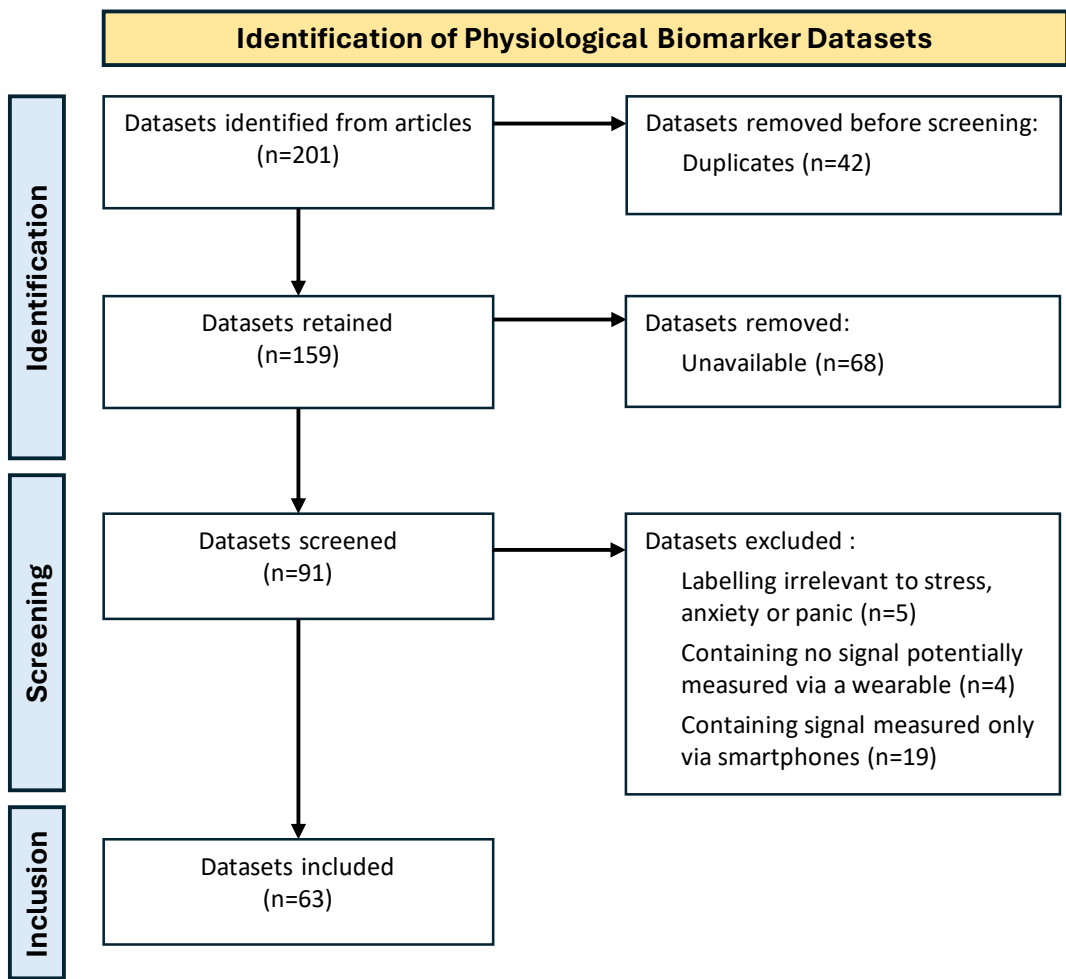 Identification of Physiological Biomarker Datasets
Identification
Datasets identified from articles
(n=201)
Datasets removed before screening:
Duplicates (n=42)
Datasets retained
(n=159)
Datasets removed:
Unavailable (n=68)
Screening
Datasets screened
(n=91)
Datasets excluded :
Labelling irrelevant to stress,
anxiety or panic (n=5)
Containing no signal potentially
measured via a wearable (n=4)
Containing signal measured only
via smartphones (n=19)
Inclusion
Datasets included
(n=63)